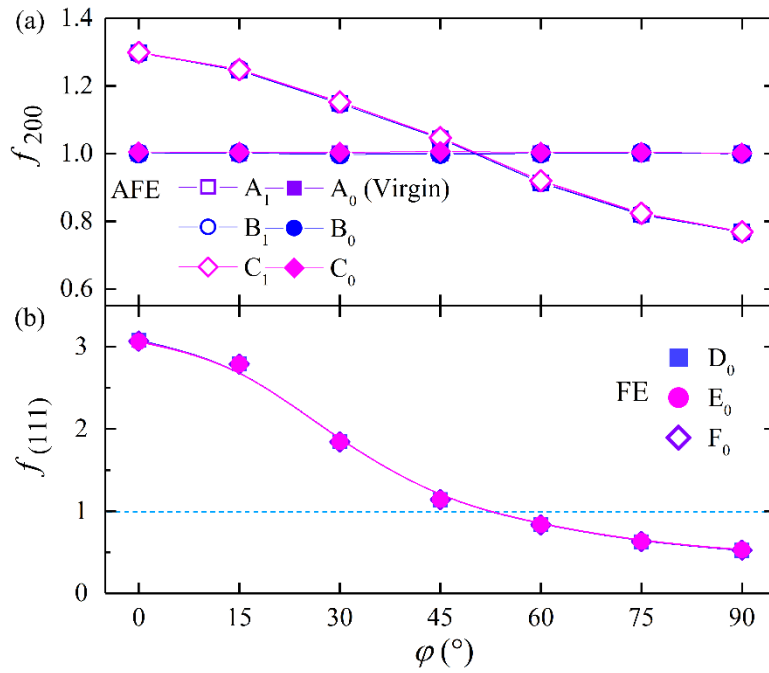 (a)
1.4
1.2
1.0
0.8
0.6
f₂₀₀
AFE
A₁ A₀ (Virgin)
B₁ B₀
C₁ C₀
(b)
3
2
1
0
f₍₁₁₁₎
FE
D₀
E₀
F₀
0 15 30 45 60 75 90
φ (°)